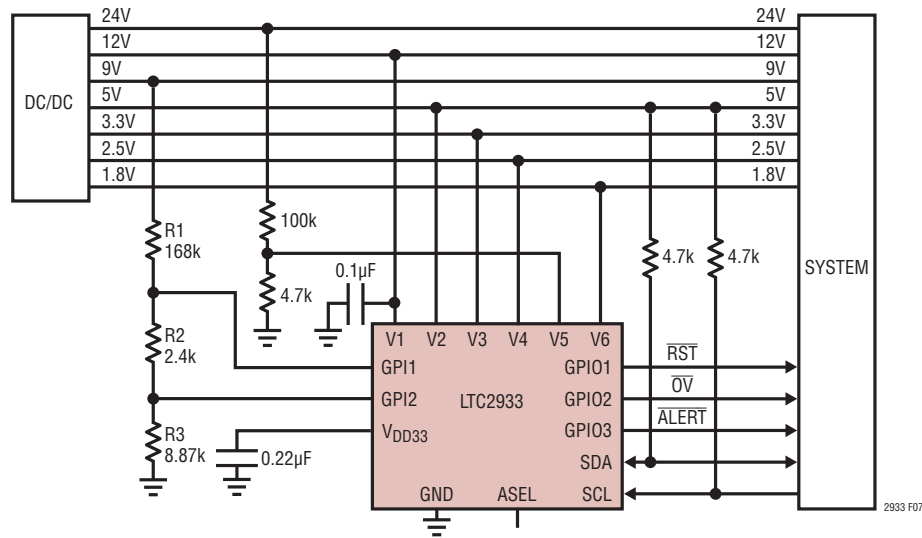 24V
24V
12V
12V
9V
9V
DC/DC
5V
5V
3.3V
3.3V
2.5V
2.5V
1.8V
1.8V
R1
168k
100k
4.7k
4.7k
SYSTEM
0.1µF
4.7k
R2
2.4k
V1 V2 V3 V4 V5 V6
GPI1
GPIO1
RST
GPI2
LTC2933
GPIO2
OV
VDD33
GPIO3
ALERT
R3
8.87k
0.22µF
SDA
GND
ASEL
SCL
2933 F07